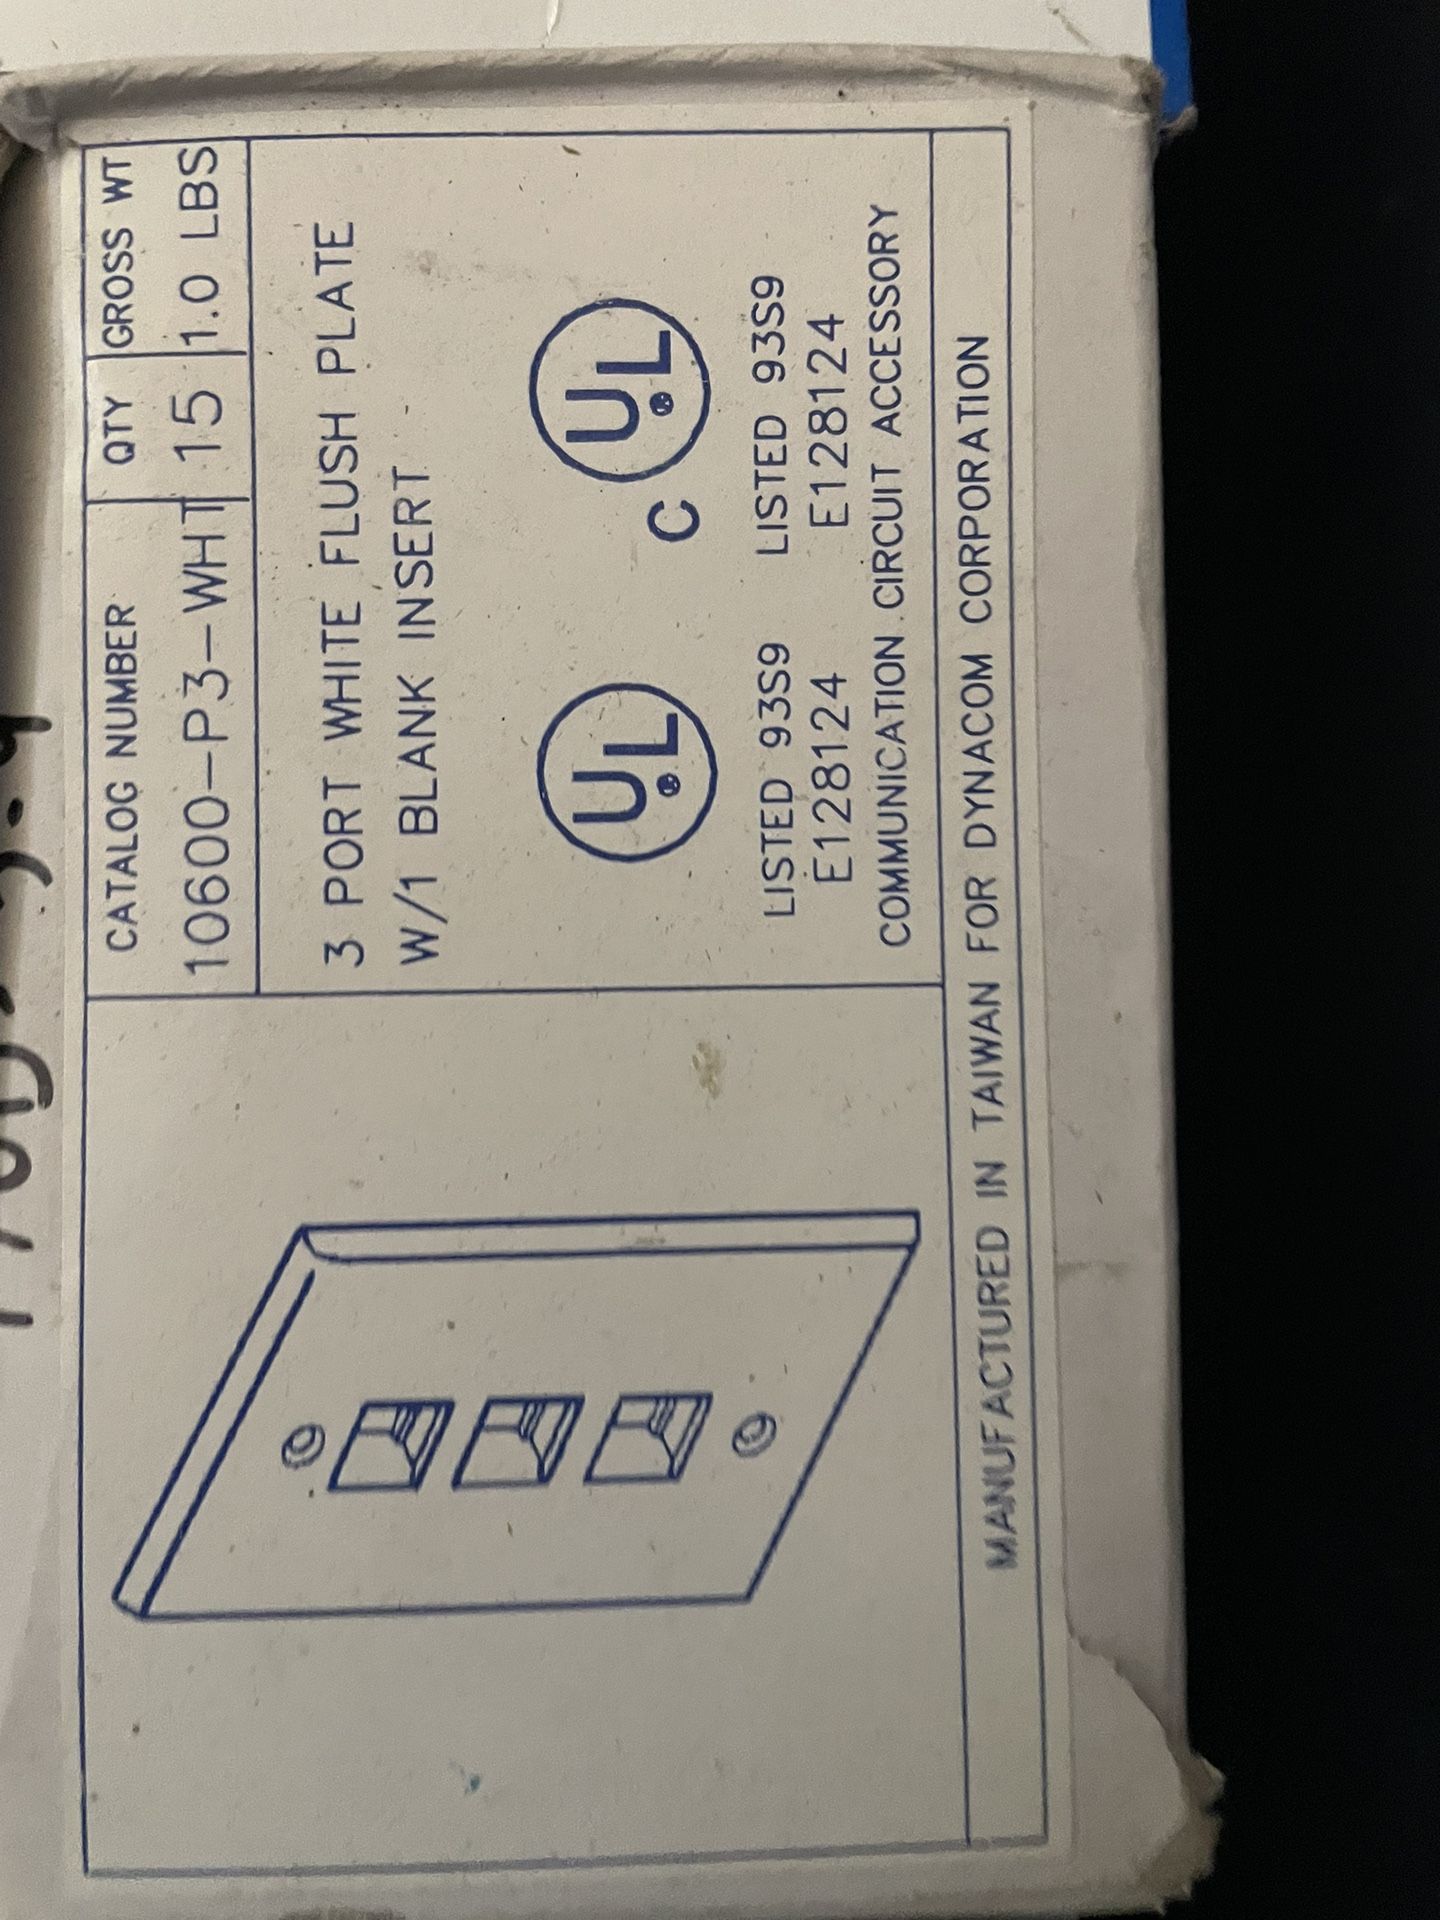 CATALOG NUMBER QTY GROSS WT
10600-P3-WHT 15 1.0 LBS
3 PORT WHITE FLUSH PLATE
W/1 BLANK INSERT
UL C UL
LISTED 93S9 LISTED 93S9
E128124 E128124
COMMUNICATION CIRCUIT ACCESSORY
MANUFACTURED IN TAIWAN FOR DYNACOM CORPORATION